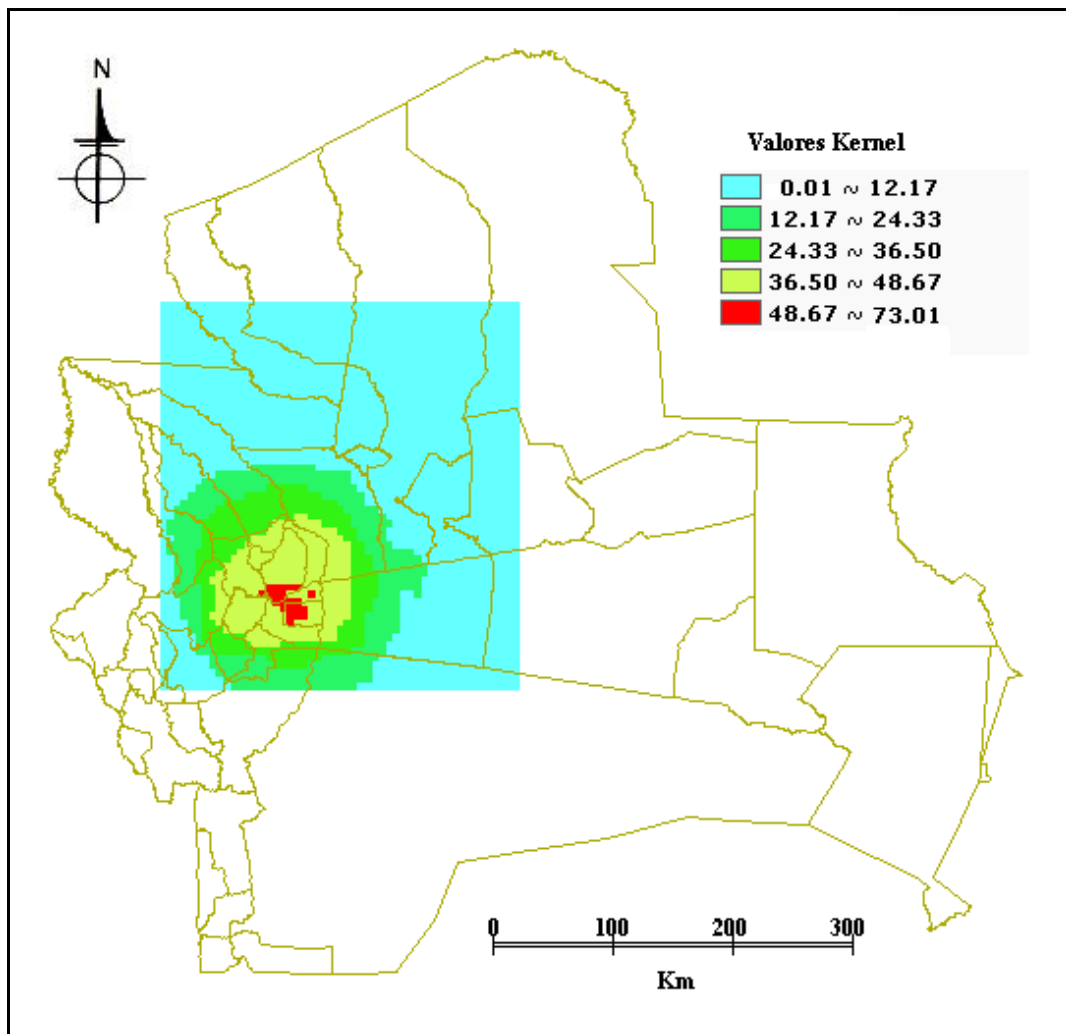 N
Valores Kernel
0.01 ~ 12.17
12.17 ~ 24.33
24.33 ~ 36.50
36.50 ~ 48.67
48.67 ~ 73.01
0 100 200 300
Km